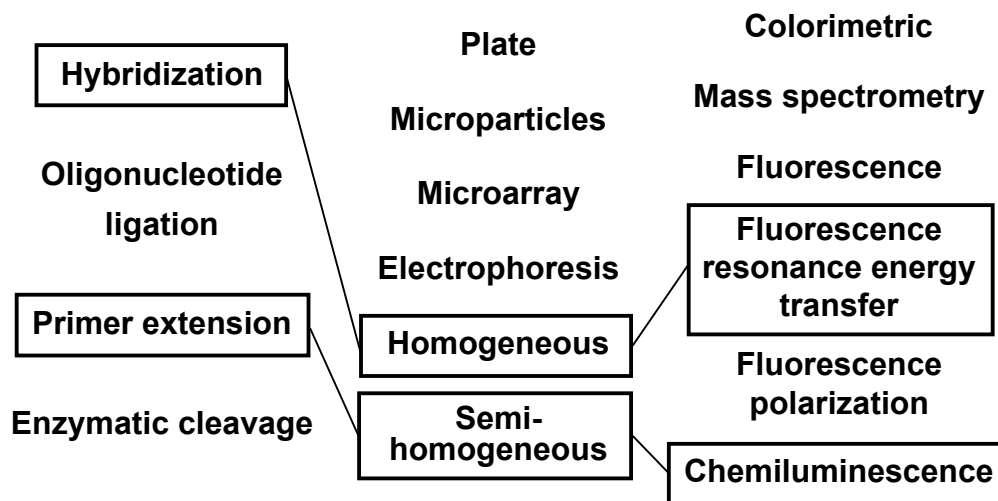 Hybridization
Oligonucleotide
ligation
Primer extension
Enzymatic cleavage
Plate
Microparticles
Microarray
Electrophoresis
Homogeneous
Semi-
homogeneous
Colorimetric
Mass spectrometry
Fluorescence
Fluorescence
resonance energy
transfer
Fluorescence
polarization
Chemiluminescence